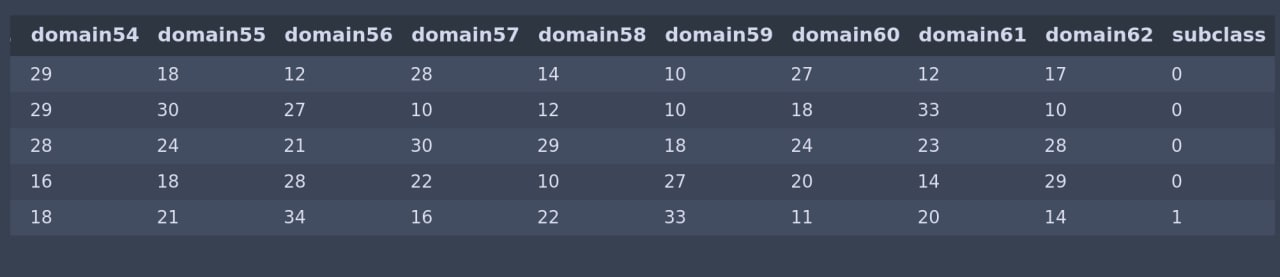 domain54 domain55 domain56 domain57 domain58 domain59 domain60 domain61 domain62 subclass
29 18 12 28 14 10 27 12 17 0
29 30 27 10 12 10 18 33 10 0
28 24 21 30 29 18 24 23 28 0
16 18 28 22 10 27 20 14 29 0
18 21 34 16 22 33 11 20 14 1